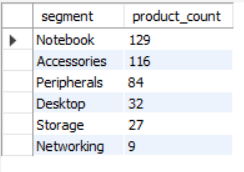 segment product_count
Notebook 129
Accessories 116
Peripherals 84
Desktop 32
Storage 27
Networking 9